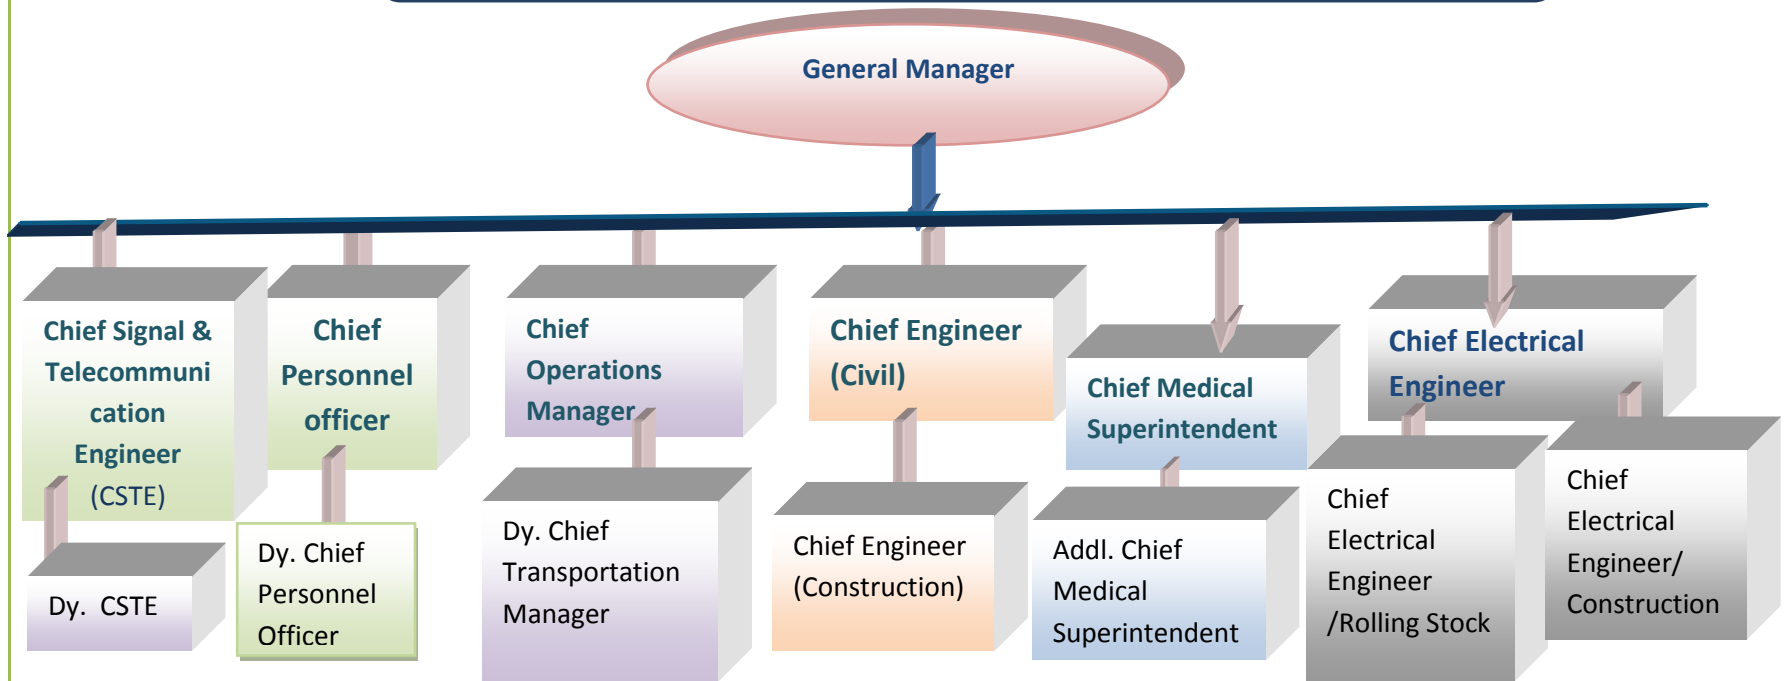 General Manager
Chief Signal &
Telecommuni
cation
Engineer
(CSTE)
Chief
Personnel
officer
Chief
Operations
Manager
Chief Engineer
(Civil)
Chief Medical
Superintendent
Chief Electrical
Engineer
Dy. CSTE
Dy. Chief
Personnel
Officer
Dy. Chief
Transportation
Manager
Chief Engineer
(Construction)
Addl. Chief
Medical
Superintendent
Chief
Electrical
Engineer
/Rolling Stock
Chief
Electrical
Engineer/
Construction